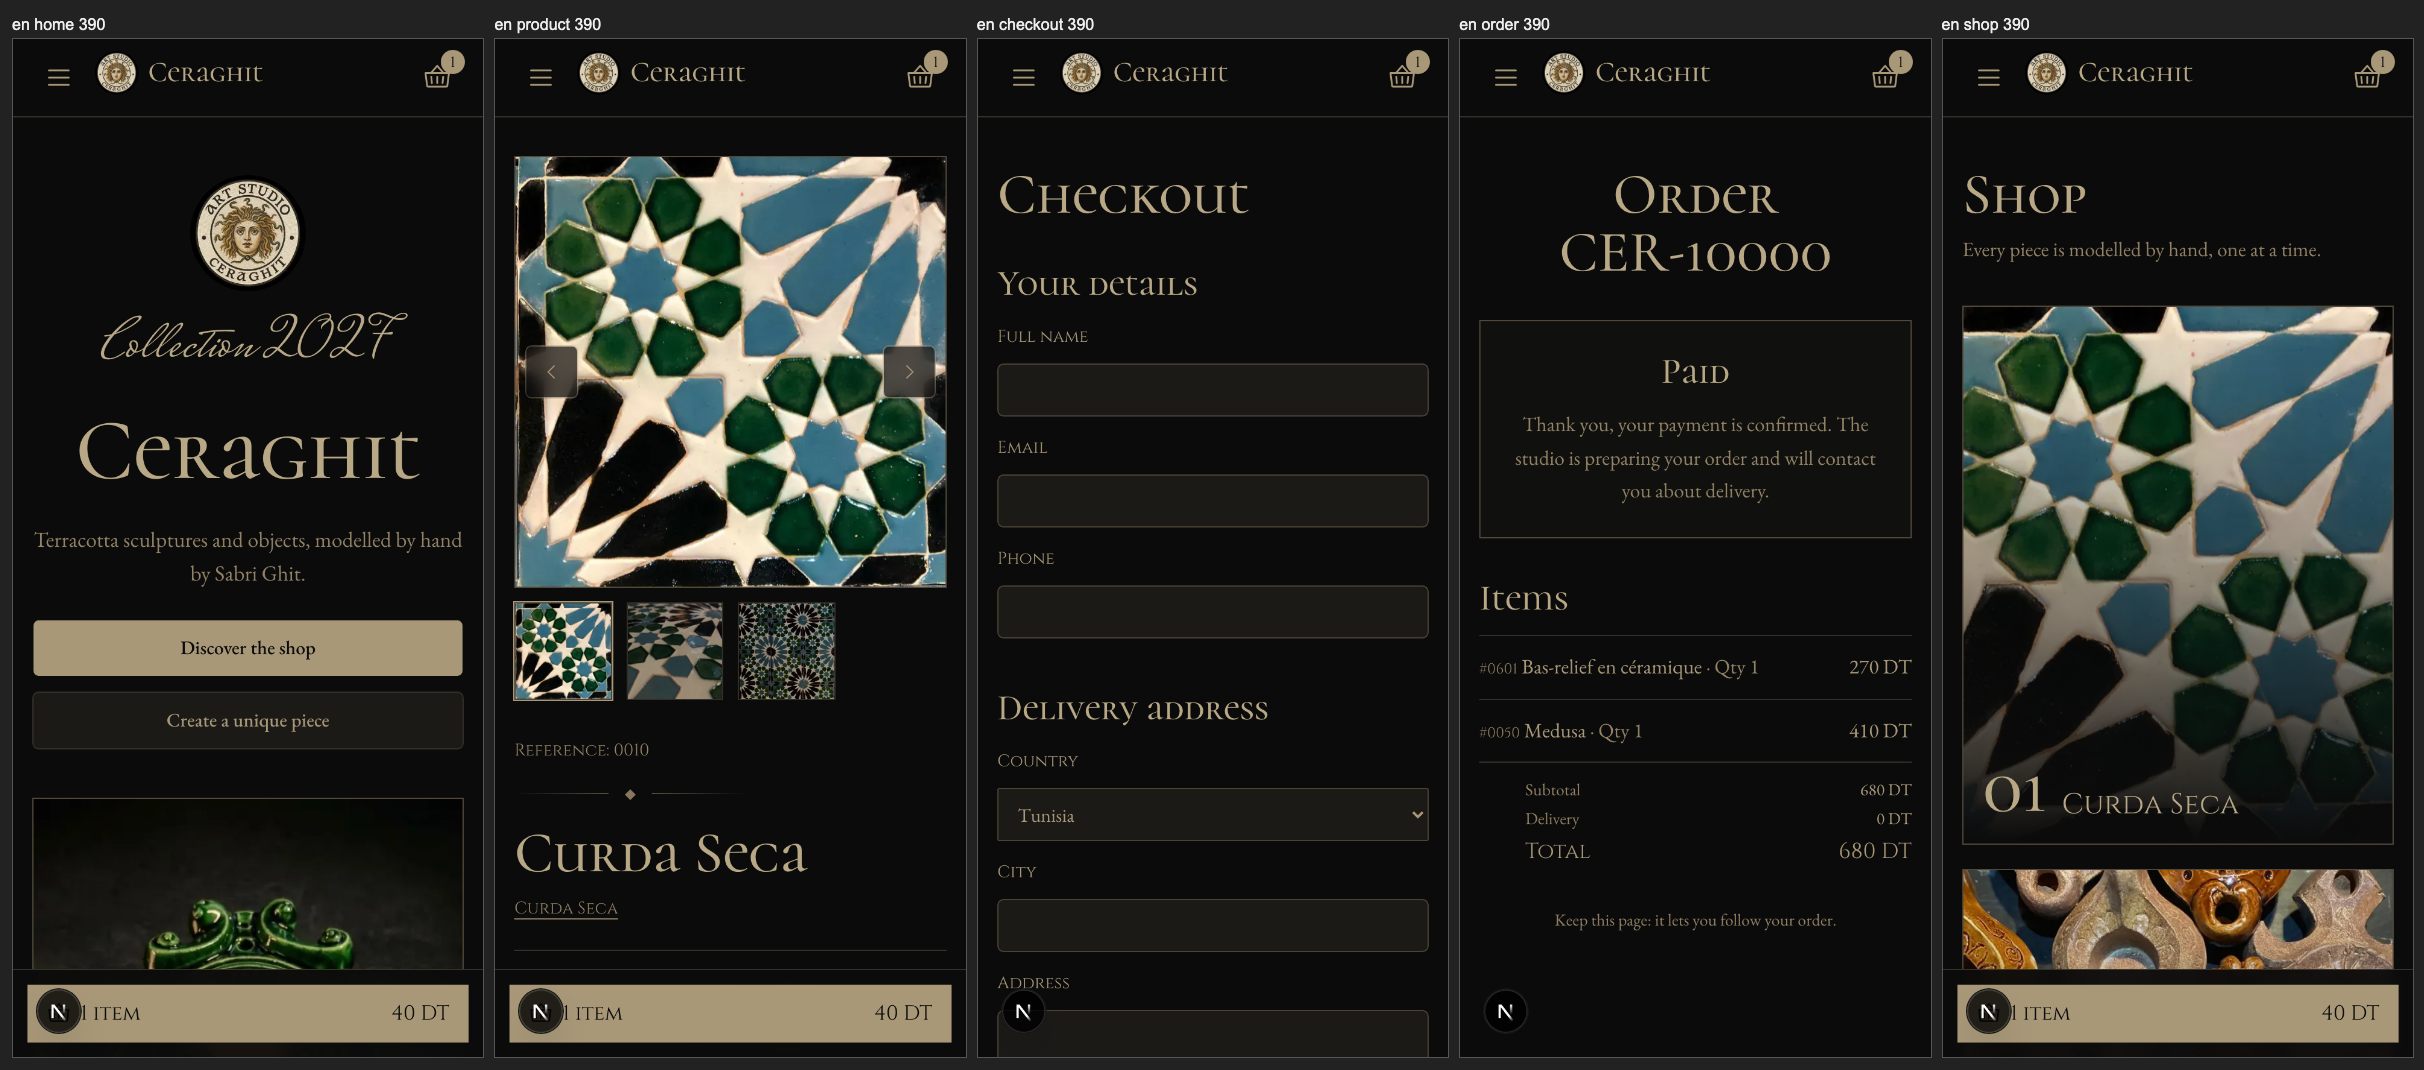 en home 390
Ceraghit
1
ART STUDIO
CERAGHIT
Collection 2027
Ceraghit
Terracotta sculptures and objects, modelled by hand
by Sabri Ghit.
Discover the shop
Create a unique piece
N
1 item
40 DT
en product 390
Ceraghit
1
Reference: 0010
Curda Seca
Curda Seca
N
1 item
40 DT
en checkout 390
Ceraghit
1
Checkout
Your details
Full name
Email
Phone
Delivery address
Country
Tunisia
City
Address
N
en order 390
Ceraghit
1
Order
CER-10000
Paid
Thank you, your payment is confirmed. The
studio is preparing your order and will contact
you about delivery.
Items
#0601 Bas-relief en céramique · Qty 1 270 DT
#0050 Medusa · Qty 1 410 DT
Subtotal 680 DT
Delivery 0 DT
Total 680 DT
Keep this page: it lets you follow your order.
N
en shop 390
Ceraghit
1
Shop
Every piece is modelled by hand, one at a time.
01 Curda Seca
N
1 item
40 DT